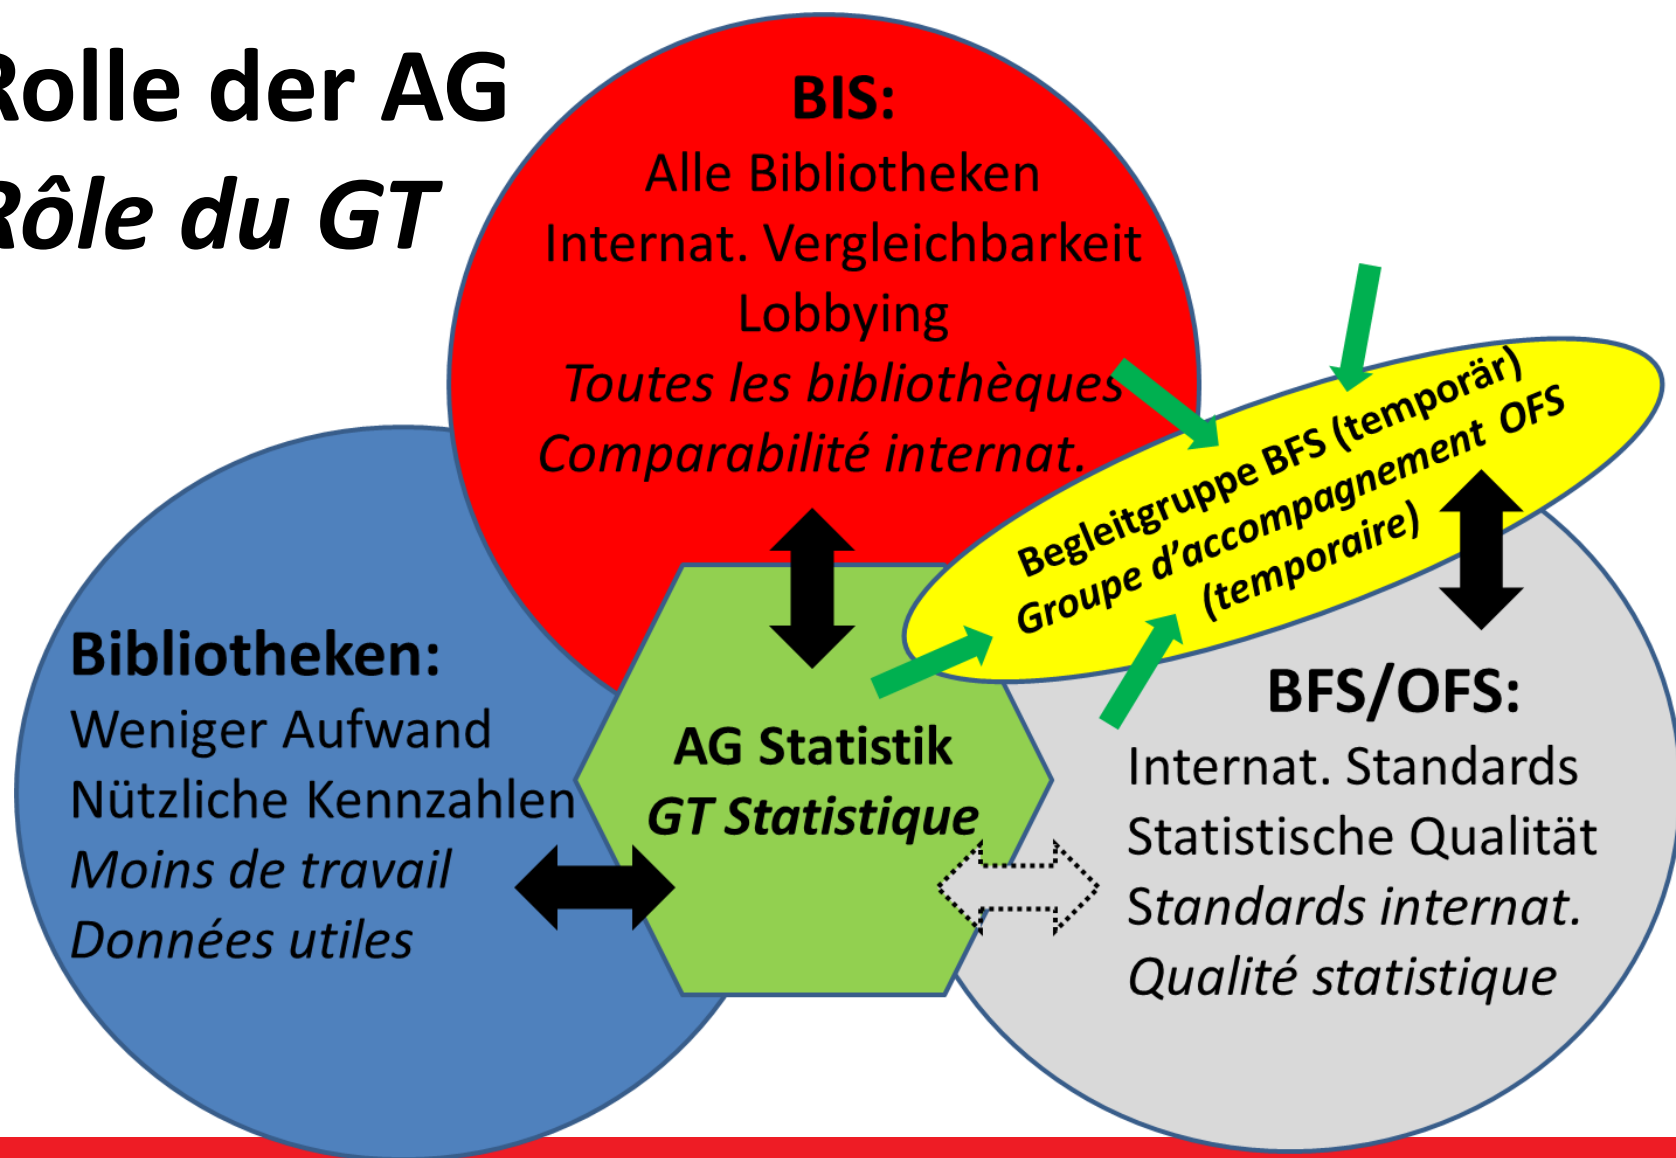 Rolle der AG
Rôle du GT
BIS:
Alle Bibliotheken
Internat. Vergleichbarkeit
Lobbying
Toutes les bibliothèques
Comparabilité internat.
Begleitgruppe BFS (temporär)
Groupe d’accompagnement OFS
(temporaire)
Bibliotheken:
Weniger Aufwand
Nützliche Kennzahlen
Moins de travail
Données utiles
AG Statistik
GT Statistique
BFS/OFS:
Internat. Standards
Statistische Qualität
Standards internat.
Qualité statistique